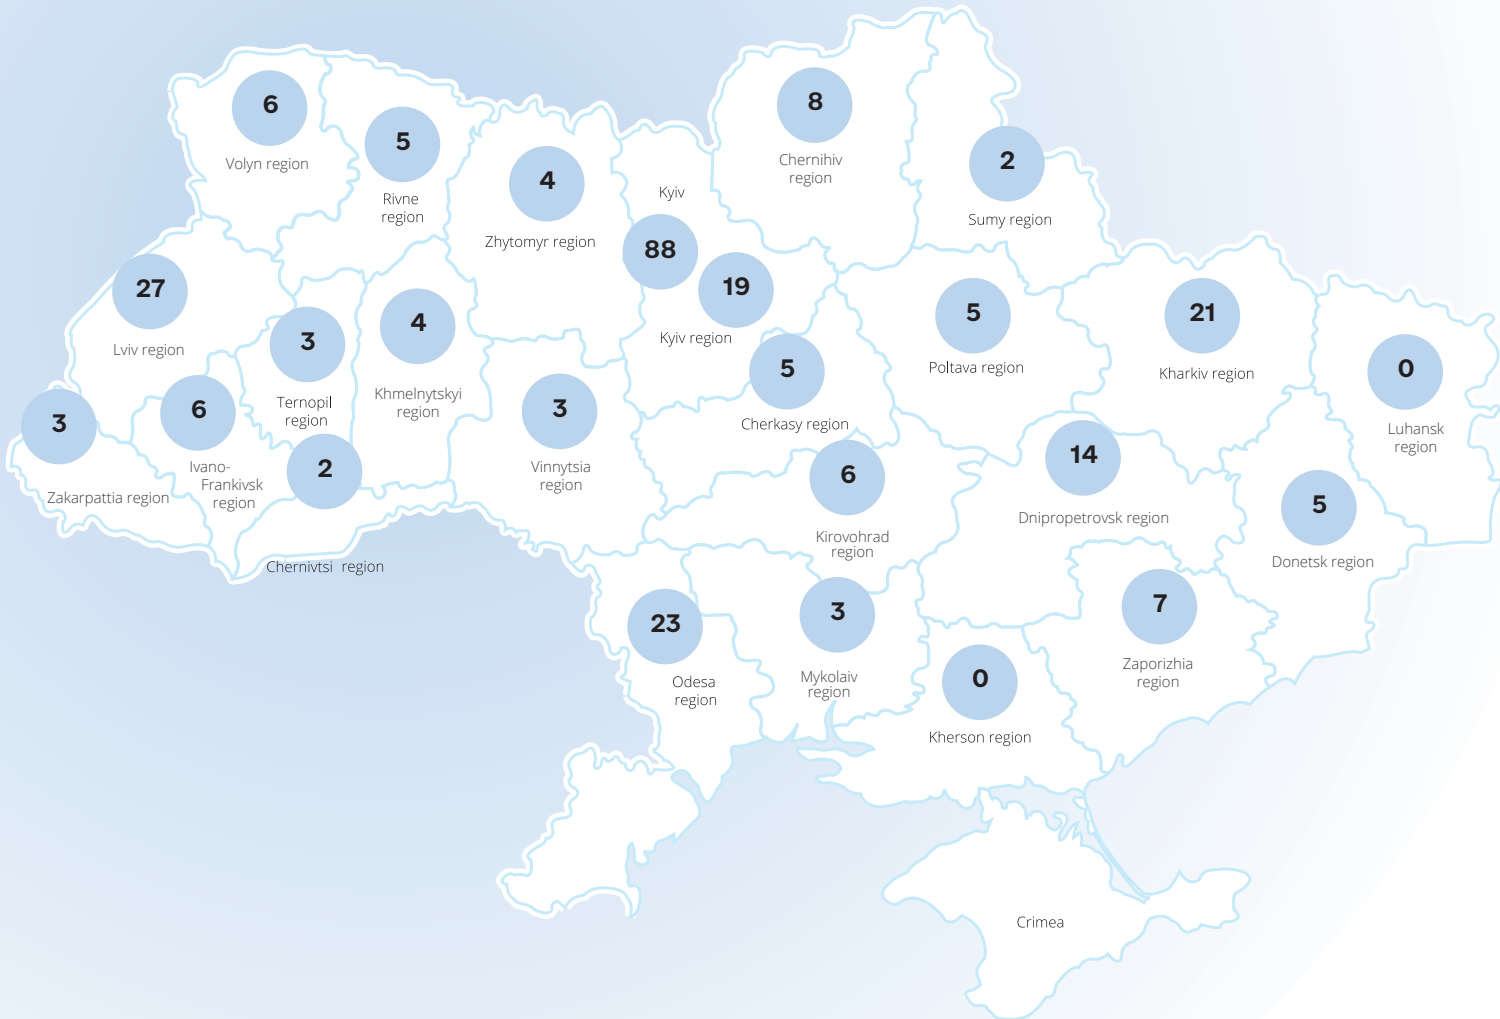 6
Volyn region
5
Rivne
region
4
Zhytomyr region
Kyiv
88
19
Kyiv region
8
Chernihiv
region
2
Sumy region
27
Lviv region
3
Ternopil
region
4
Khmelnytskyi
region
5
Cherkasy region
5
Poltava region
21
Kharkiv region
0
Luhansk
region
3
Zakarpattia region
6
Ivano-
Frankivsk
region
2
Chernivtsi region
3
Vinnytsia
region
6
Kirovohrad
region
14
Dnipropetrovsk region
5
Donetsk region
23
Odesa
region
3
Mykolaiv
region
0
Kherson region
7
Zaporizhia
region
Crimea